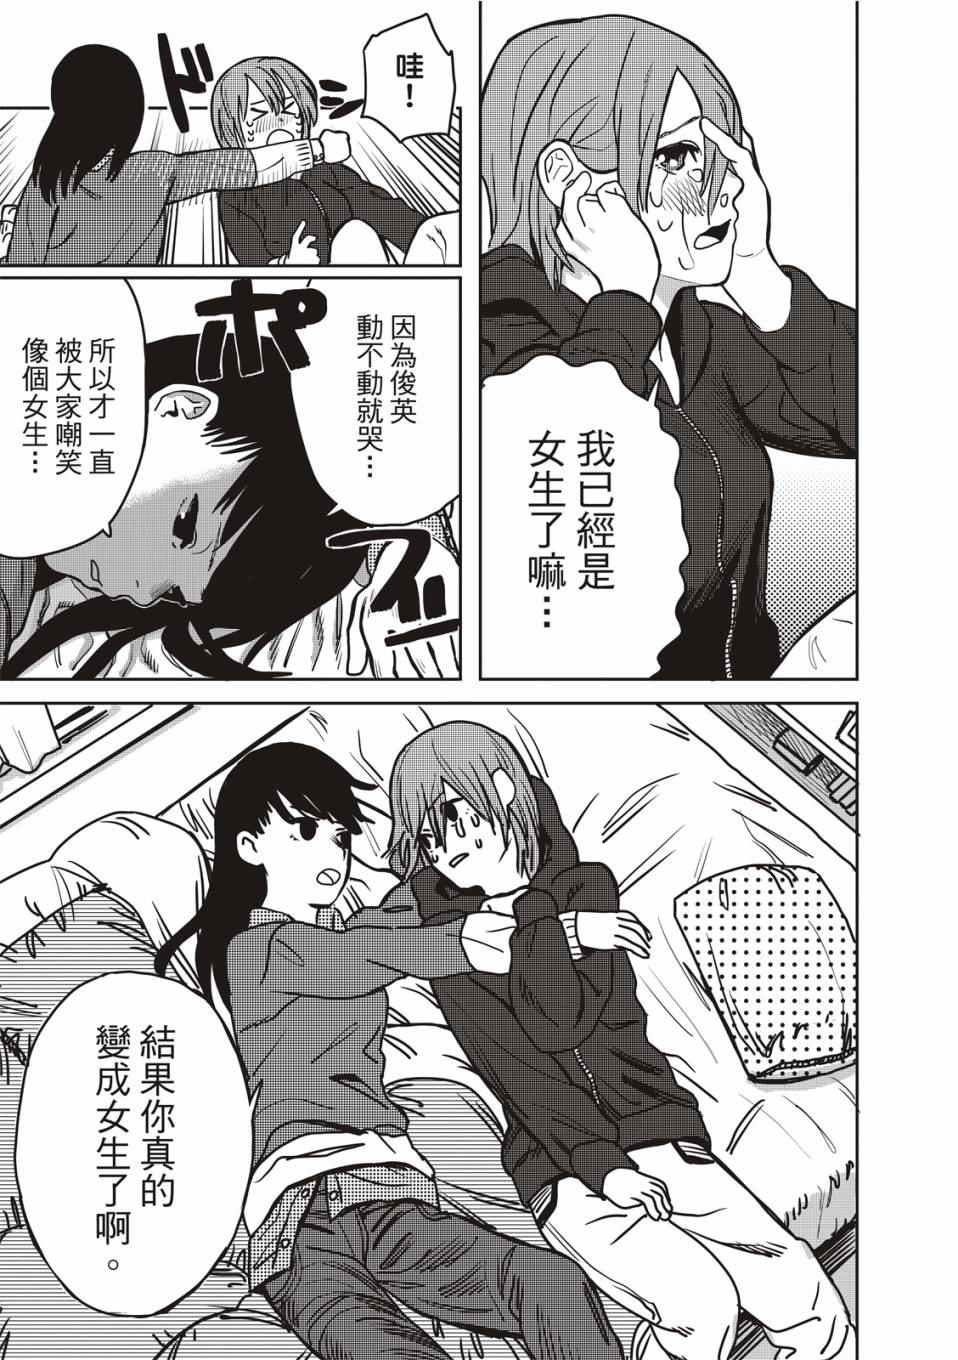 我已經是
女生了嘛…
哇！
ポ
因為俊英
動不動就哭…
所以才一直
被大家嘲笑
像個女生…
フ
結果你真的
變成女生了啊。